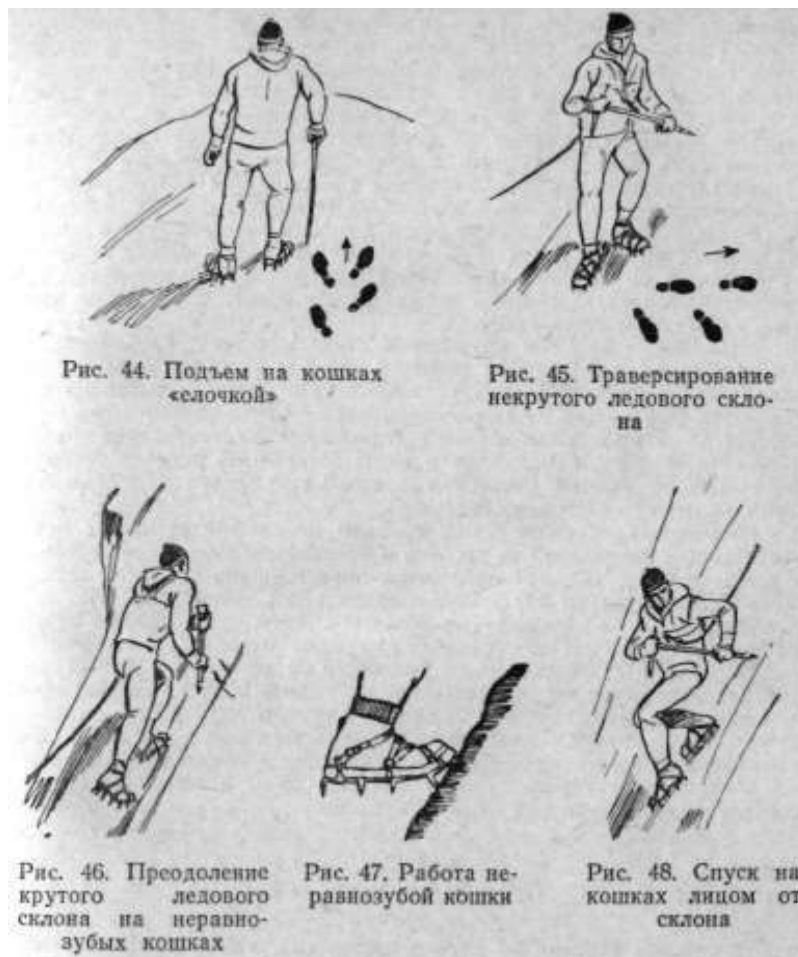 Рис. 44. Подъем на кошках
«елочкой»
Рис. 45. Траверсирование
некрутого ледового скло-
на
Рис. 46. Преодоление
крутого ледового
склона на неравно-
зубых кошках
Рис. 47. Работа не-
равнозубой кошки
Рис. 48. Спуск на
кошках лицом от
склона